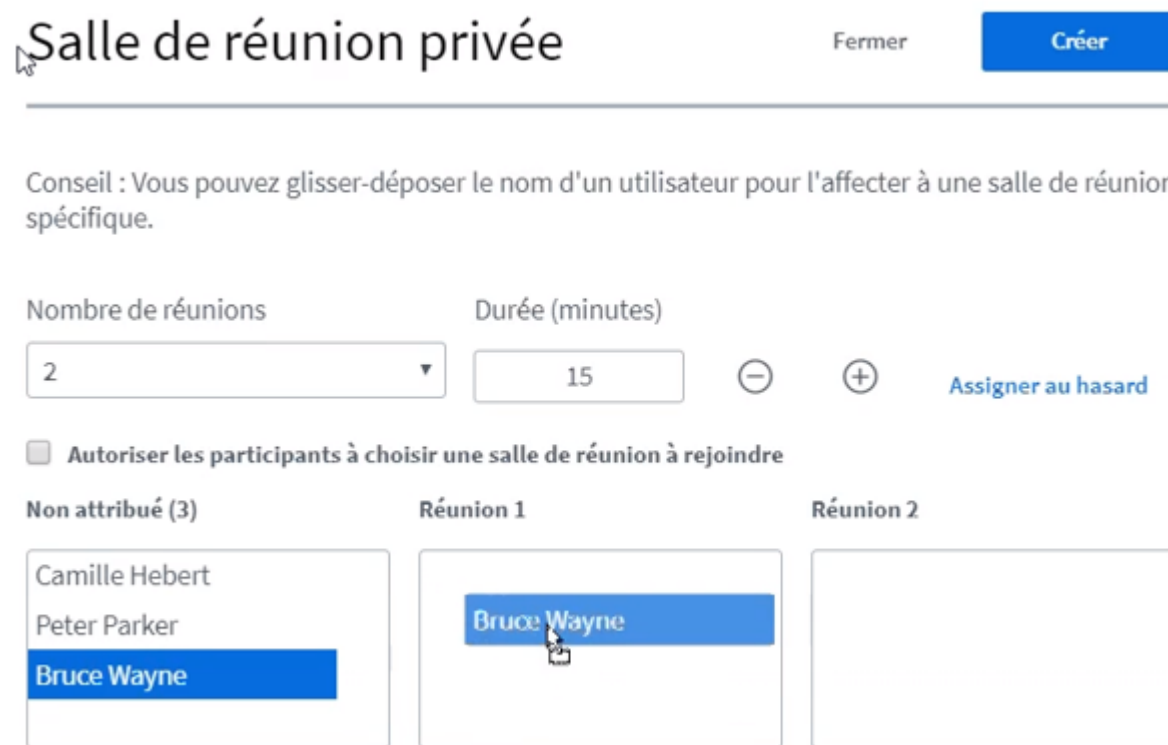 Salle de réunion privée
Fermer
Créer
Conseil : Vous pouvez glisser-déposer le nom d'un utilisateur pour l'affecter à une salle de réunion
spécifique.
Nombre de réunions
Durée (minutes)
2
15
Assigner au hasard
Autoriser les participants à choisir une salle de réunion à rejoindre
Non attribué (3)
Réunion 1
Réunion 2
Camille Hebert
Peter Parker
Bruce Wayne
Bruce Wayne